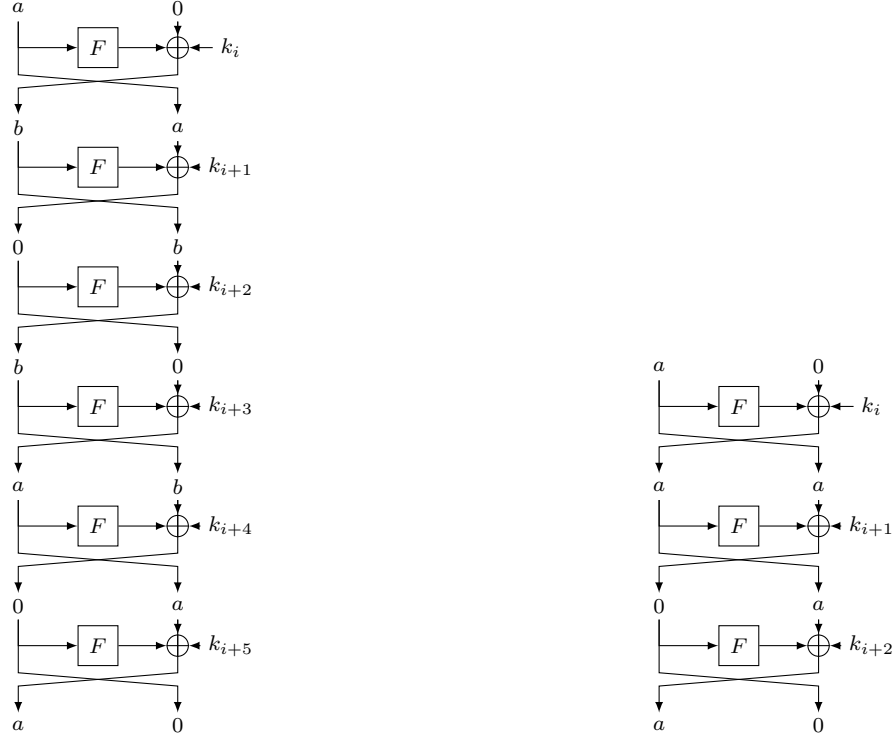 a 0
F ⊕ k_i
b a
F ⊕ k_{i+1}
0 b
F ⊕ k_{i+2}
b 0 a 0
F ⊕ k_{i+3} F ⊕ k_i
a b a a
F ⊕ k_{i+4} F ⊕ k_{i+1}
0 a 0 a
F ⊕ k_{i+5} F ⊕ k_{i+2}
a 0 a 0